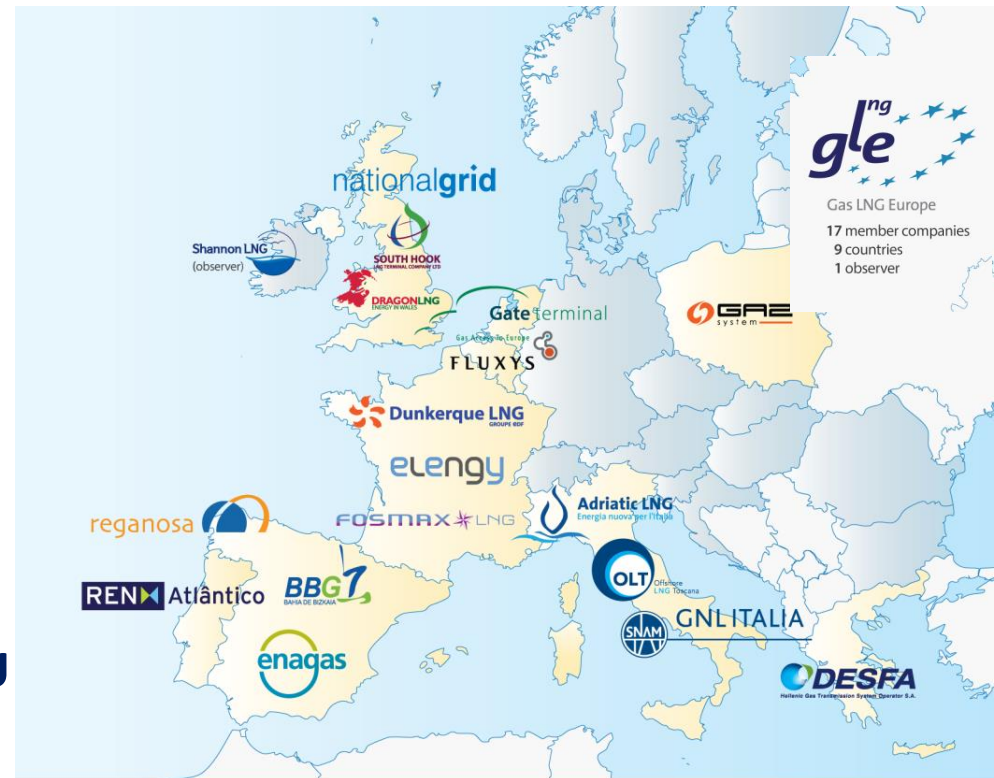 nationalgrid
Shannon LNG
(observer)
SOUTH HOOK
LNG TERMINAL COMPANY LTD
DRAGONLNG
ENERGY IN WALES
Gate terminal
Gas Access to Europe
FLUXYS
GAZ
system
Dunkerque LNG
GROUPE EDF
eLengy
FOSMAX LNG
reganosa
REN Atlântico
BBG
BAHIA DE BIZKAIA
enagas
Adriatic LNG
Energia nuova per l'Italia
OLT Offshore
LNG Toscana
SNAM GNL ITALIA
DESFA
Hellenic Gas Transmission System Operator S.A.
g
lng
gle
Gas LNG Europe
17 member companies
9 countries
1 observer